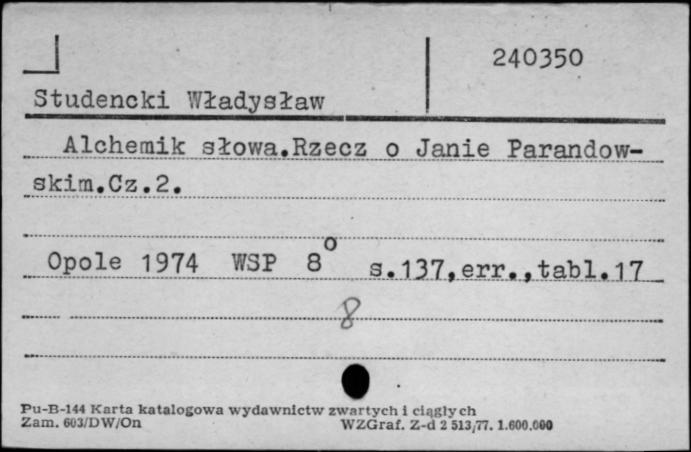 240350
Studencki Władysław
Alchemik słowa.Rzecz o Janie Parandow-
skim.Cz.2.
Opole 1974 WSP 8° s.137,err.,tabl.17
8
Pu-B-144 Karta katalogowa wydawnictw zwartych i ciągłych
Zam. 603/DW/On WZGraf. Z-d 2 513/77. 1.600.000